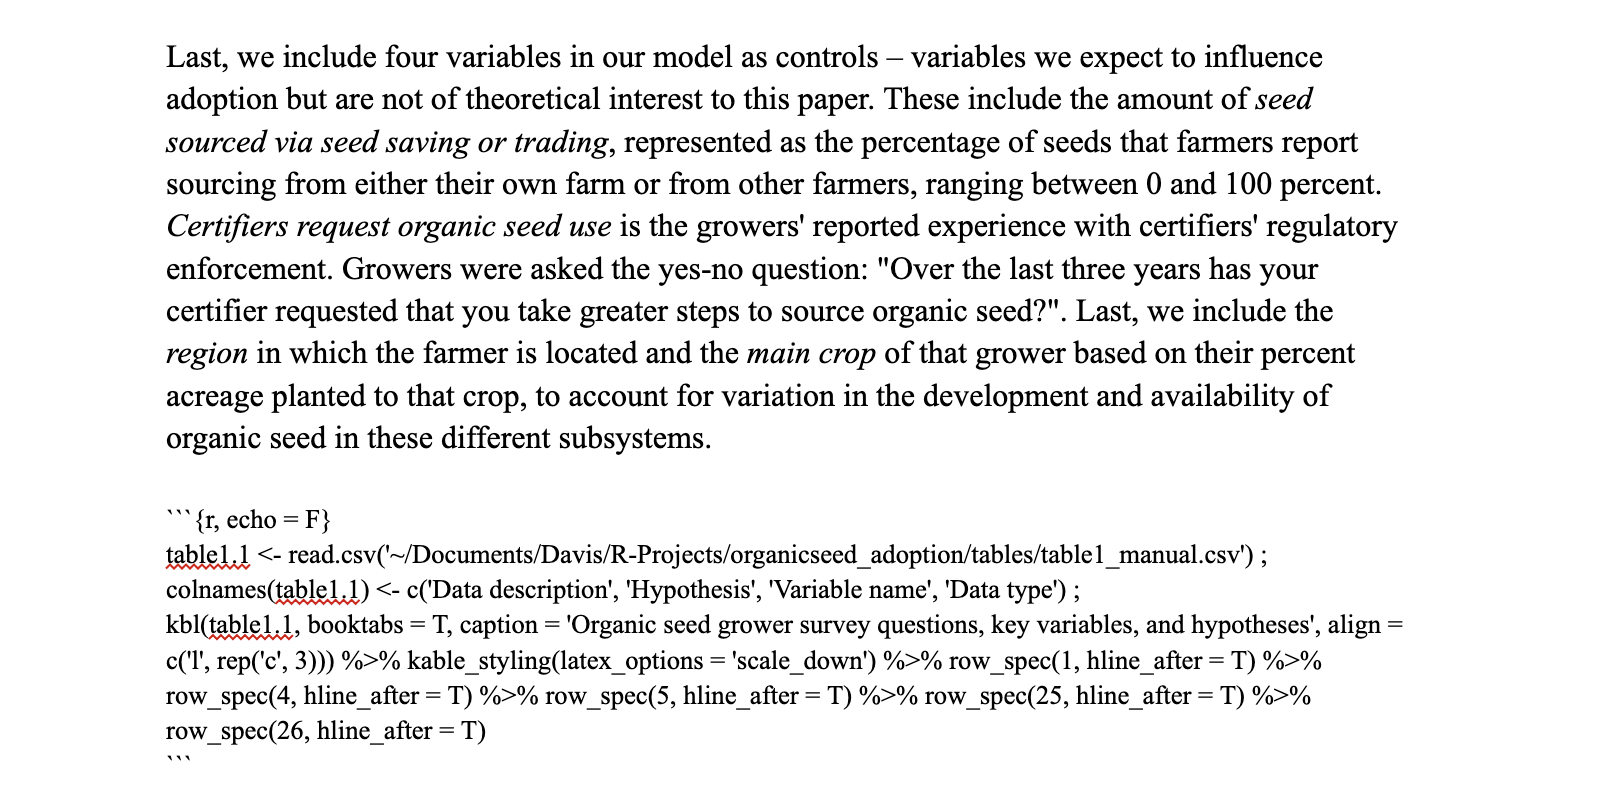 Last, we include four variables in our model as controls – variables we expect to influence
adoption but are not of theoretical interest to this paper. These include the amount of seed
sourced via seed saving or trading, represented as the percentage of seeds that farmers report
sourcing from either their own farm or from other farmers, ranging between 0 and 100 percent.
Certifiers request organic seed use is the growers' reported experience with certifiers' regulatory
enforcement. Growers were asked the yes-no question: "Over the last three years has your
certifier requested that you take greater steps to source organic seed?". Last, we include the
region in which the farmer is located and the main crop of that grower based on their percent
acreage planted to that crop, to account for variation in the development and availability of
organic seed in these different subsystems.
```{r, echo = F}
table1.1 <- read.csv('~/Documents/Davis/R-Projects/organicseed_adoption/tables/table1_manual.csv') ;
colnames(table1.1) <- c('Data description', 'Hypothesis', 'Variable name', 'Data type') ;
kbl(table1.1, booktabs = T, caption = 'Organic seed grower survey questions, key variables, and hypotheses', align =
c('l', rep('c', 3))) %>% kable_styling(latex_options = 'scale_down') %>% row_spec(1, hline_after = T) %>%
row_spec(4, hline_after = T) %>% row_spec(5, hline_after = T) %>% row_spec(25, hline_after = T) %>%
row_spec(26, hline_after = T)
```